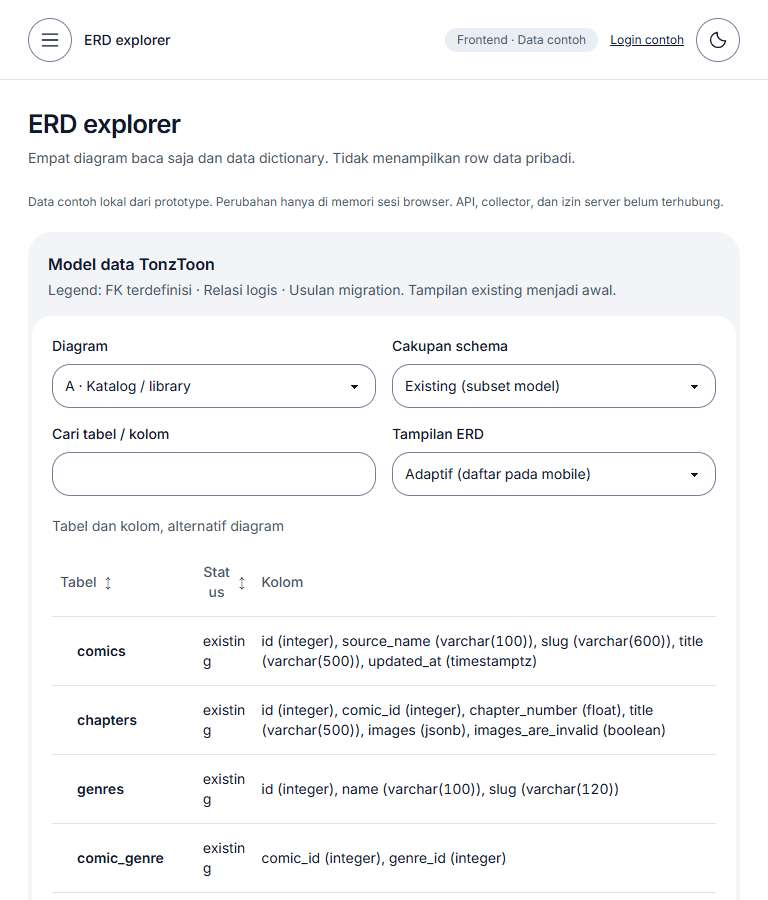 ERD explorer
Frontend · Data contoh
Login contoh
ERD explorer
Empat diagram baca saja dan data dictionary. Tidak menampilkan row data pribadi.
Data contoh lokal dari prototype. Perubahan hanya di memori sesi browser. API, collector, dan izin server belum terhubung.
Model data TonzToon
Legend: FK terdefinisi · Relasi logis · Usulan migration. Tampilan existing menjadi awal.
Diagram
Cakupan schema
A · Katalog / library
Existing (subset model)
Cari tabel / kolom
Tampilan ERD
Adaptif (daftar pada mobile)
Tabel dan kolom, alternatif diagram
Tabel ↕
Stat
us ↕
Kolom
comics
existin
g
id (integer), source_name (varchar(100)), slug (varchar(600)), title
(varchar(500)), updated_at (timestamptz)
chapters
existin
g
id (integer), comic_id (integer), chapter_number (float), title
(varchar(500)), images (jsonb), images_are_invalid (boolean)
genres
existin
g
id (integer), name (varchar(100)), slug (varchar(120))
comic_genre
existin
g
comic_id (integer), genre_id (integer)